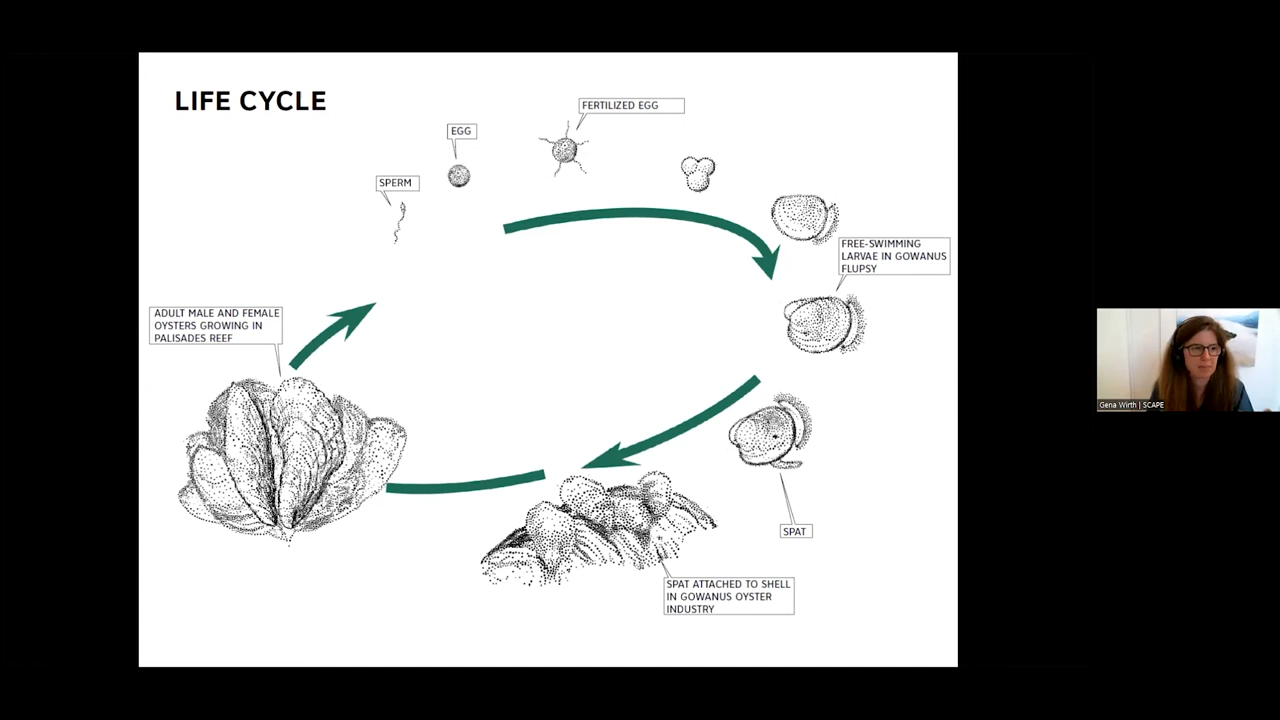 LIFE CYCLE
FERTILIZED EGG
EGG
SPERM
FREE-SWIMMING
LARVAE IN GOWANUS
FLUPSY
ADULT MALE AND FEMALE
OYSTERS GROWING IN
PALISADES REEF
SPAT
SPAT ATTACHED TO SHELL
IN GOWANUS OYSTER
INDUSTRY
Gena Wirth | SCAPE